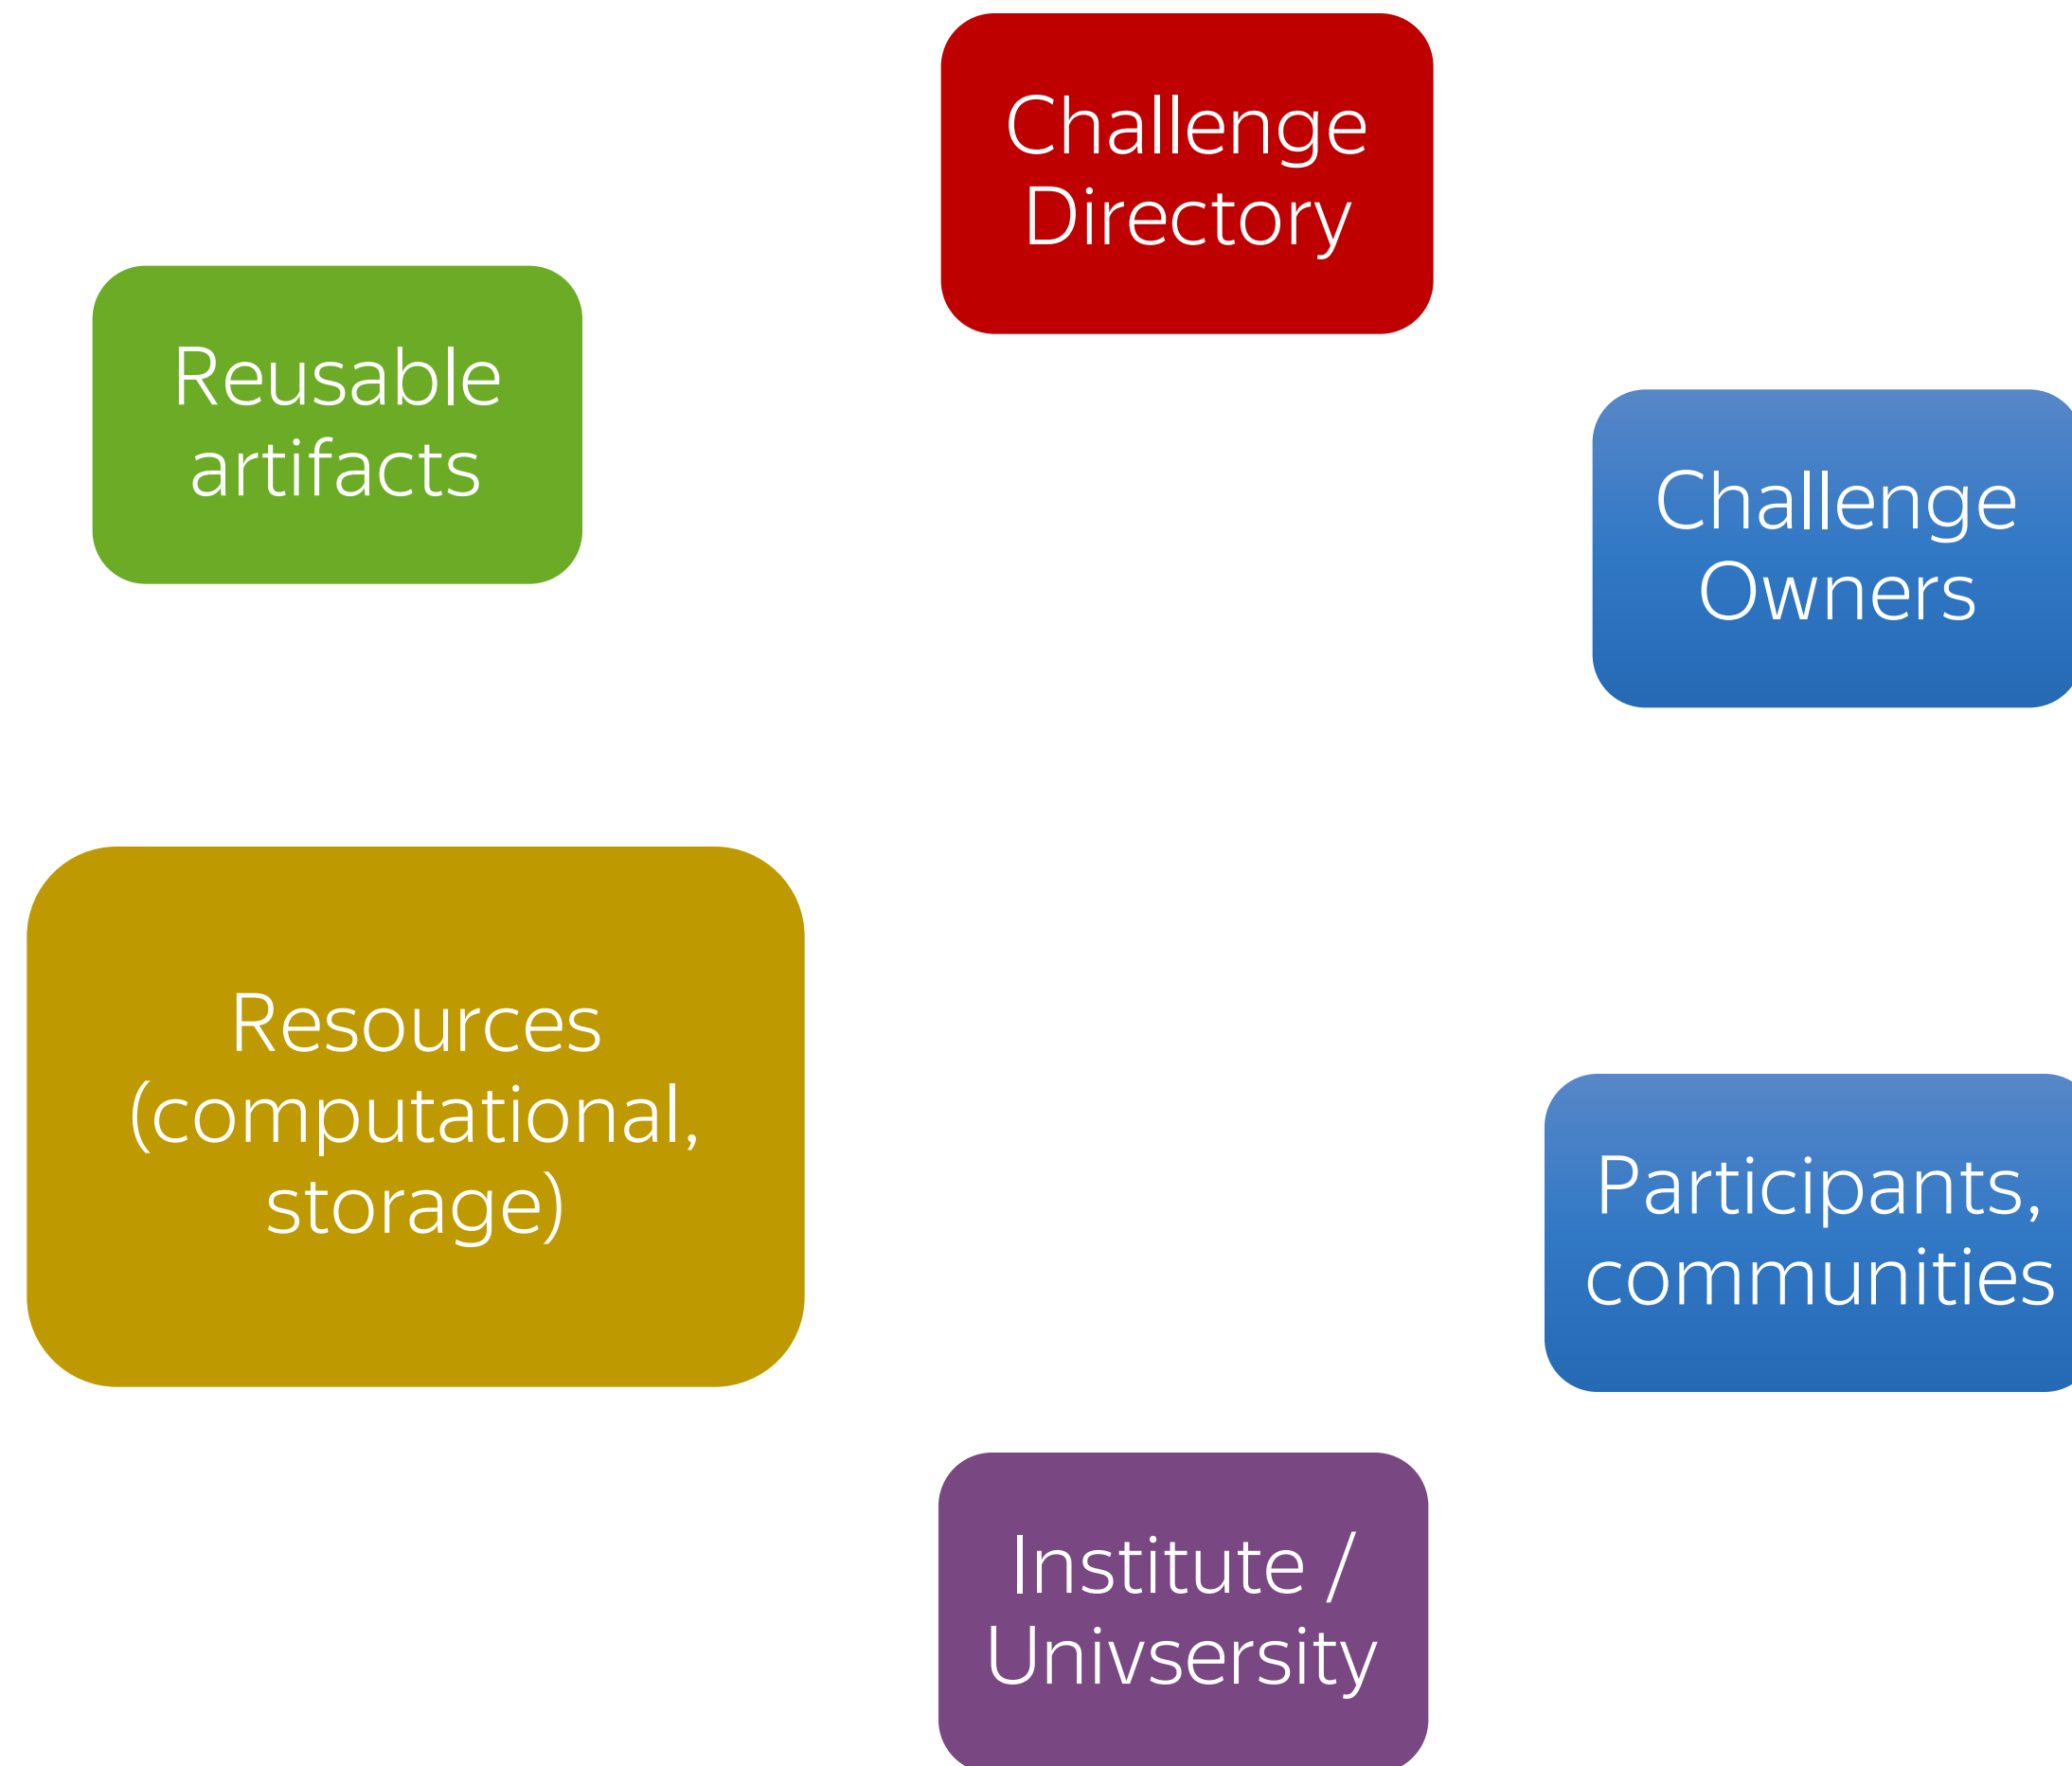 Challenge
Directory
Reusable
artifacts
Challenge
Owners
Resources
(computational,
storage)
Participants,
communities
Institute /
Univsersity